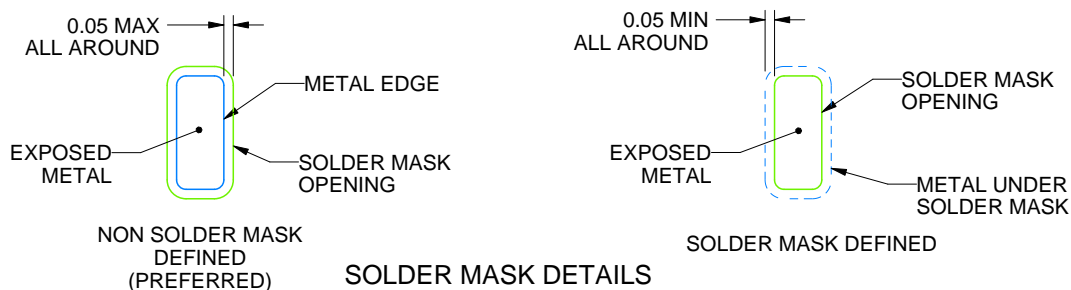 0.05 MAX
ALL AROUND
METAL EDGE
EXPOSED
METAL
SOLDER MASK
OPENING
NON SOLDER MASK
DEFINED
(PREFERRED)
0.05 MIN
ALL AROUND
SOLDER MASK
OPENING
EXPOSED
METAL
METAL UNDER
SOLDER MASK
SOLDER MASK DEFINED
SOLDER MASK DETAILS